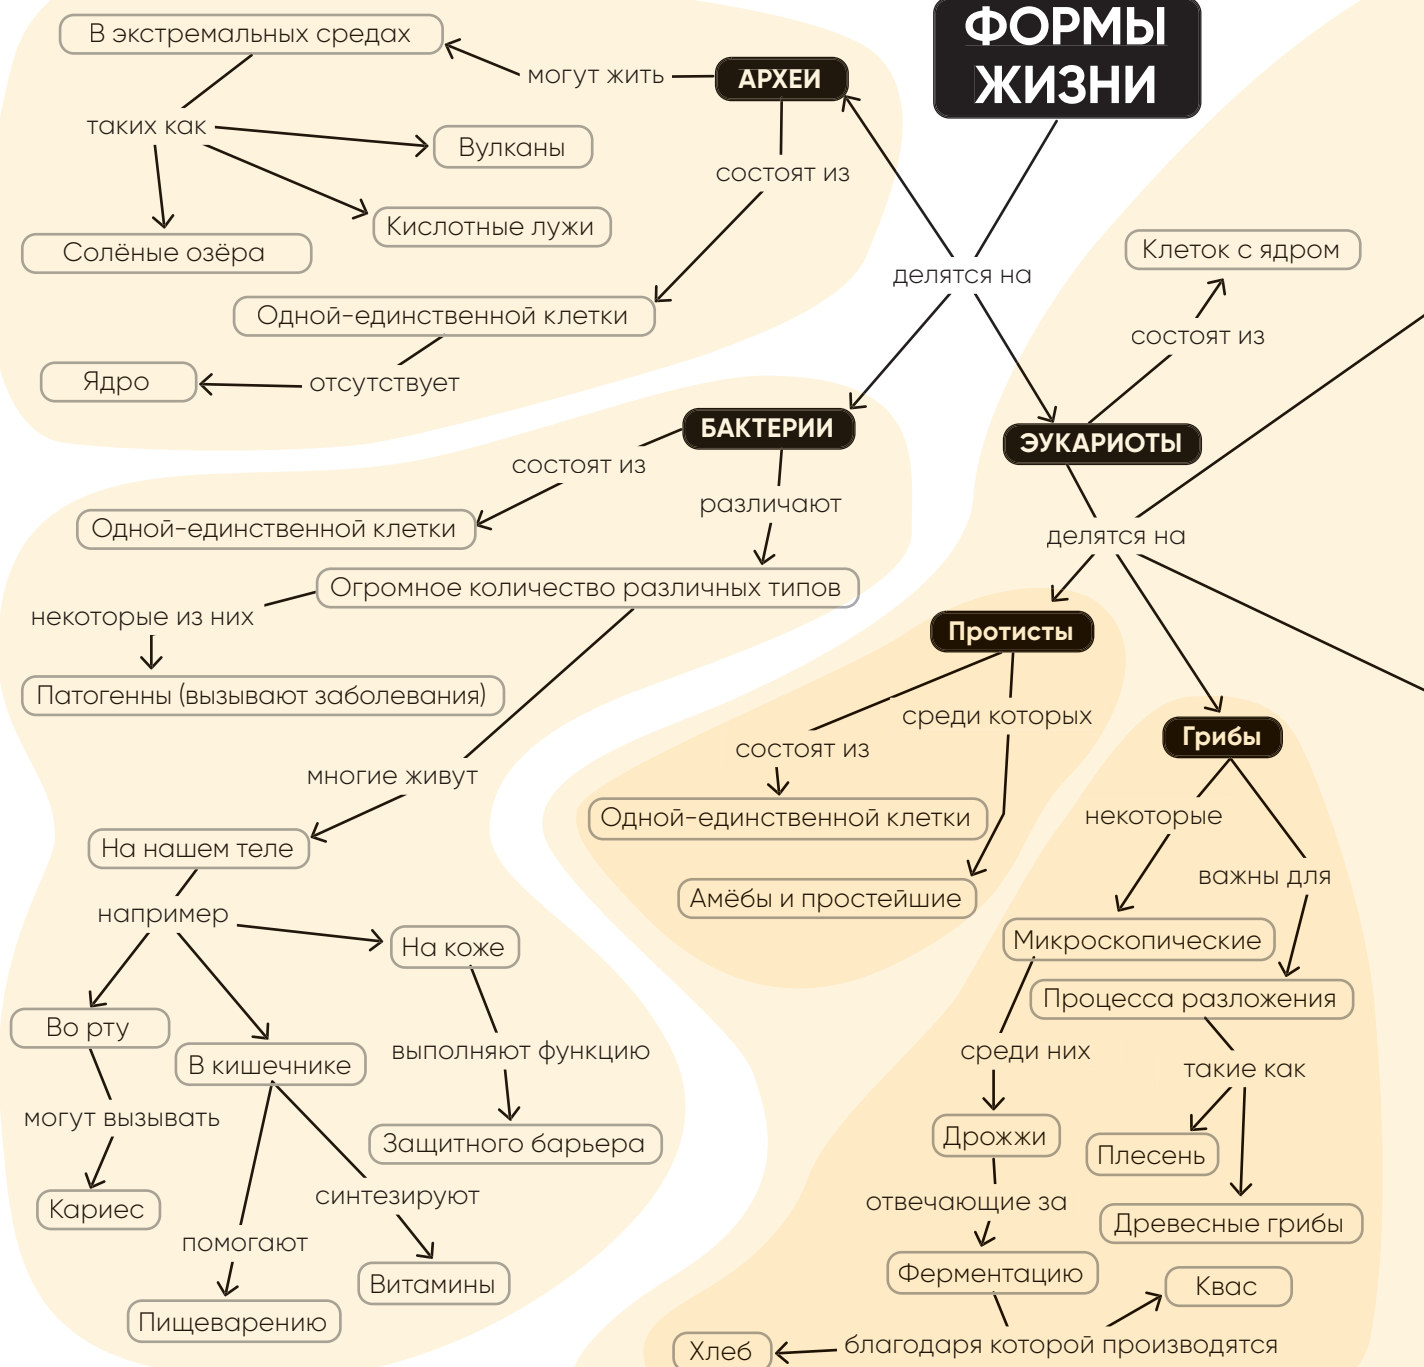 ФОРМЫ
ЖИЗНИ
делятся на
АРХЕИ
могут жить
В экстремальных средах
таких как
Вулканы
Кислотные лужи
Солёные озёра
состоят из
Одной-единственной клетки
отсутствует
Ядро
БАКТЕРИИ
состоят из
Одной-единственной клетки
различают
Огромное количество различных типов
некоторые из них
Патогенны (вызывают заболевания)
многие живут
На нашем теле
например
На коже
Во рту
В кишечнике
выполняют функцию
Защитного барьера
могут вызывать
Кариес
синтезируют
Витамины
помогают
Пищеварению
ЭУКАРИОТЫ
состоят из
Клеток с ядром
делятся на
Протисты
среди которых
состоят из
Одной-единственной клетки
Амёбы и простейшие
Грибы
некоторые
важны для
Микроскопические
Процесса разложения
среди них
такие как
Дрожжи
Плесень
отвечающие за
Древесные грибы
Ферментацию
Квас
благодаря которой производятся
Хлеб